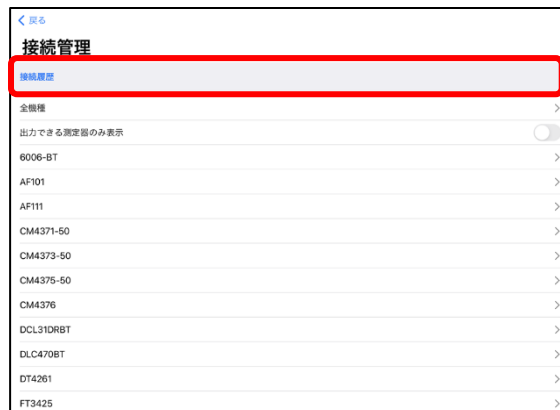 戻る
接続管理
接続履歴
全機種
出力できる測定器のみ表示
6006-BT
AF101
AF111
CM4371-50
CM4373-50
CM4375-50
CM4376
DCL31DRBT
DLC470BT
DT4261
FT3425